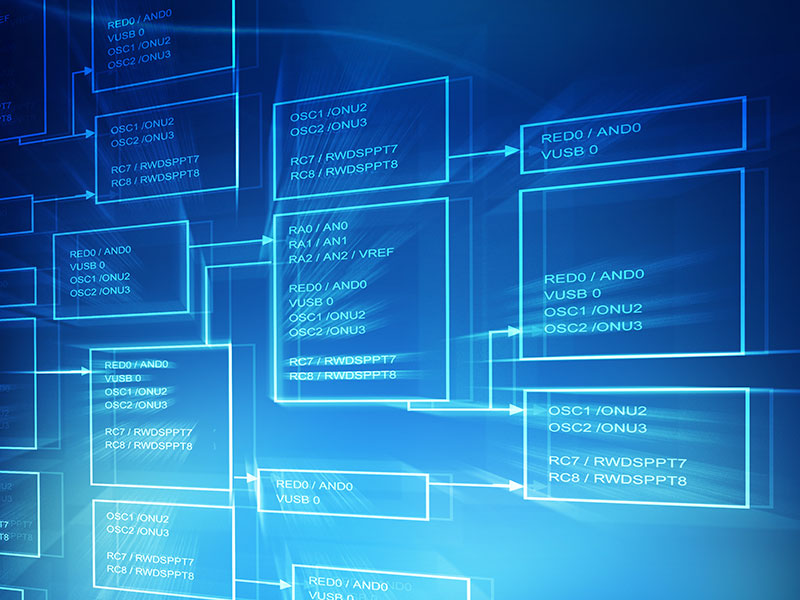 RED0 / AND0
VUSB 0
OSC1 /ONU2
OSC2 /ONU3
OSC1 /ONU2
OSC2 /ONU3
RC7 / RWDSPPT7
RC8 / RWDSPPT8
RED0 / AND0
VUSB 0
OSC1 /ONU2
OSC2 /ONU3
RED0 / AND0
VUSB 0
OSC1 /ONU2
OSC2 /ONU3
RC7 / RWDSPPT7
RC8 / RWDSPPT8
OSC1 /ONU2
OSC2 /ONU3
RC7 / RWDSPPT7
RC8 / RWDSPPT8
OSC1 /ONU2
OSC2 /ONU3
RC7 / RWDSPPT7
RC8 / RWDSPPT8
RA0 / AN0
RA1 / AN1
RA2 / AN2 / VREF
RED0 / AND0
VUSB 0
OSC1 /ONU2
OSC2 /ONU3
RC7 / RWDSPPT7
RC8 / RWDSPPT8
RED0 / AND0
VUSB 0
RED0 / AND0
VUSB 0
RED0 / AND0
VUSB 0
RED0 / AND0
VUSB 0
OSC1 /ONU2
OSC2 /ONU3
OSC1 /ONU2
OSC2 /ONU3
RC7 / RWDSPPT7
RC8 / RWDSPPT8